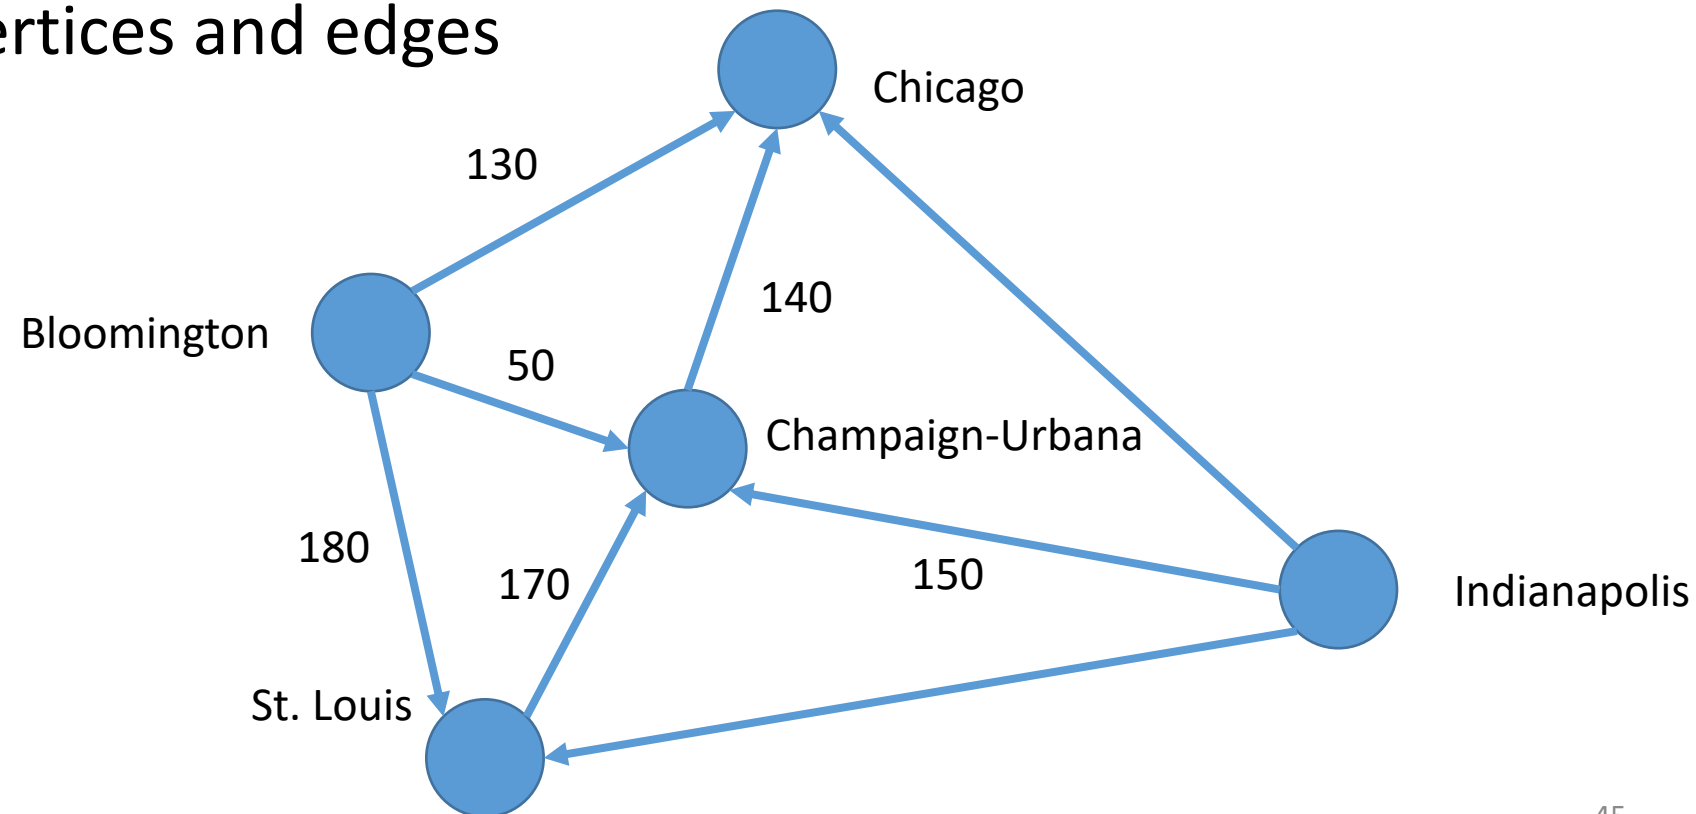 ertices and edges
Chicago
130
140
Bloomington
50
Champaign-Urbana
180
170
150
Indianapolis
St. Louis